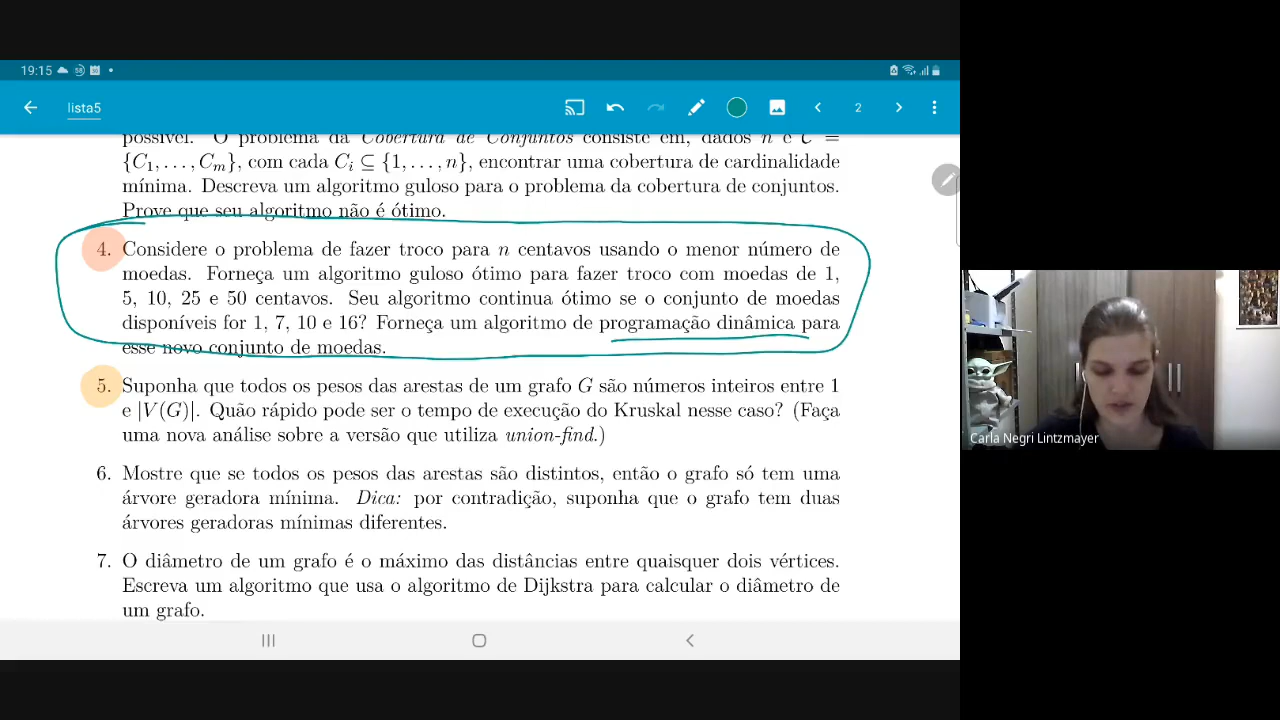 19:15
58
lista5
2
possível. O problema da Cobertura de Conjuntos consiste em, dados n e C =
{C₁, . . . , Cₘ}, com cada Cᵢ ⊆ {1, . . . , n}, encontrar uma cobertura de cardinalidade
mínima. Descreva um algoritmo guloso para o problema da cobertura de conjuntos.
Prove que seu algoritmo não é ótimo.
4. Considere o problema de fazer troco para n centavos usando o menor número de
moedas. Forneça um algoritmo guloso ótimo para fazer troco com moedas de 1,
5, 10, 25 e 50 centavos. Seu algoritmo continua ótimo se o conjunto de moedas
disponíveis for 1, 7, 10 e 16? Forneça um algoritmo de programação dinâmica para
esse novo conjunto de moedas.
5. Suponha que todos os pesos das arestas de um grafo G são números inteiros entre 1
e |V(G)|. Quão rápido pode ser o tempo de execução do Kruskal nesse caso? (Faça
uma nova análise sobre a versão que utiliza union-find.)
6. Mostre que se todos os pesos das arestas são distintos, então o grafo só tem uma
árvore geradora mínima. Dica: por contradição, suponha que o grafo tem duas
árvores geradoras mínimas diferentes.
7. O diâmetro de um grafo é o máximo das distâncias entre quaisquer dois vértices.
Escreva um algoritmo que usa o algoritmo de Dijkstra para calcular o diâmetro de
um grafo.
Carla Negri Lintzmayer